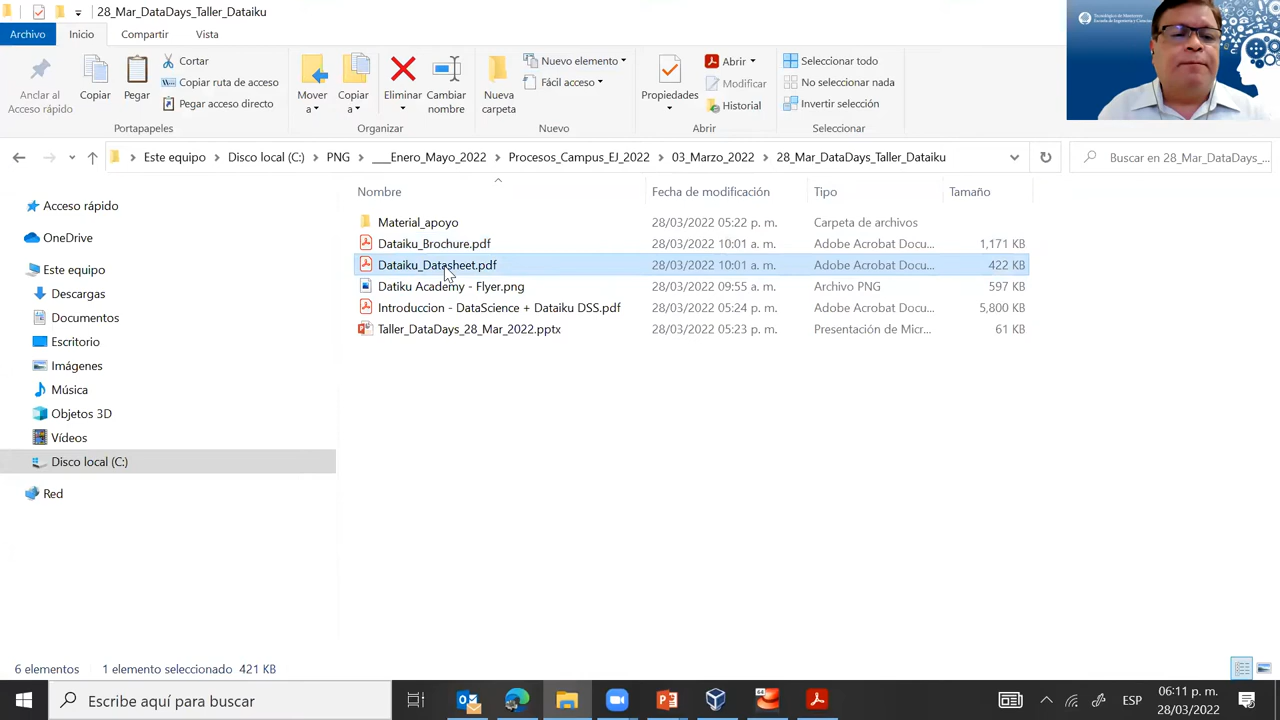 28_Mar_DataDays_Taller_Dataiku
Archivo Inicio Compartir Vista
Anclar al Acceso rápido
Copiar
Pegar
Cortar
Copiar ruta de acceso
Pegar acceso directo
Portapapeles
Mover a
Copiar a
Eliminar
Cambiar nombre
Organizar
Nueva carpeta
Nuevo elemento
Fácil acceso
Nuevo
Propiedades
Abrir
Modificar
Historial
Abrir
Seleccionar todo
No seleccionar nada
Invertir selección
Seleccionar
Tecnológico de Monterrey
Escuela de Ingeniería y Ciencias
Este equipo Disco local (C:) PNG ___Enero_Mayo_2022 Procesos_Campus_EJ_2022 03_Marzo_2022 28_Mar_DataDays_Taller_Dataiku
Buscar en 28_Mar_DataDays_...
Acceso rápido
OneDrive
Este equipo
Descargas
Documentos
Escritorio
Imágenes
Música
Objetos 3D
Vídeos
Disco local (C:)
Red
Nombre Fecha de modificación Tipo Tamaño
Material_apoyo 28/03/2022 05:22 p. m. Carpeta de archivos
Dataiku_Brochure.pdf 28/03/2022 10:01 a. m. Adobe Acrobat Docu... 1,171 KB
Dataiku_Datasheet.pdf 28/03/2022 10:01 a. m. Adobe Acrobat Docu... 422 KB
Datiku Academy - Flyer.png 28/03/2022 09:55 a. m. Archivo PNG 597 KB
Introduccion - DataScience + Dataiku DSS.pdf 28/03/2022 05:24 p. m. Adobe Acrobat Docu... 5,800 KB
Taller_DataDays_28_Mar_2022.pptx 28/03/2022 05:23 p. m. Presentación de Micr... 61 KB
6 elementos 1 elemento seleccionado 421 KB
Escribe aquí para buscar
ESP
06:11 p. m.
28/03/2022